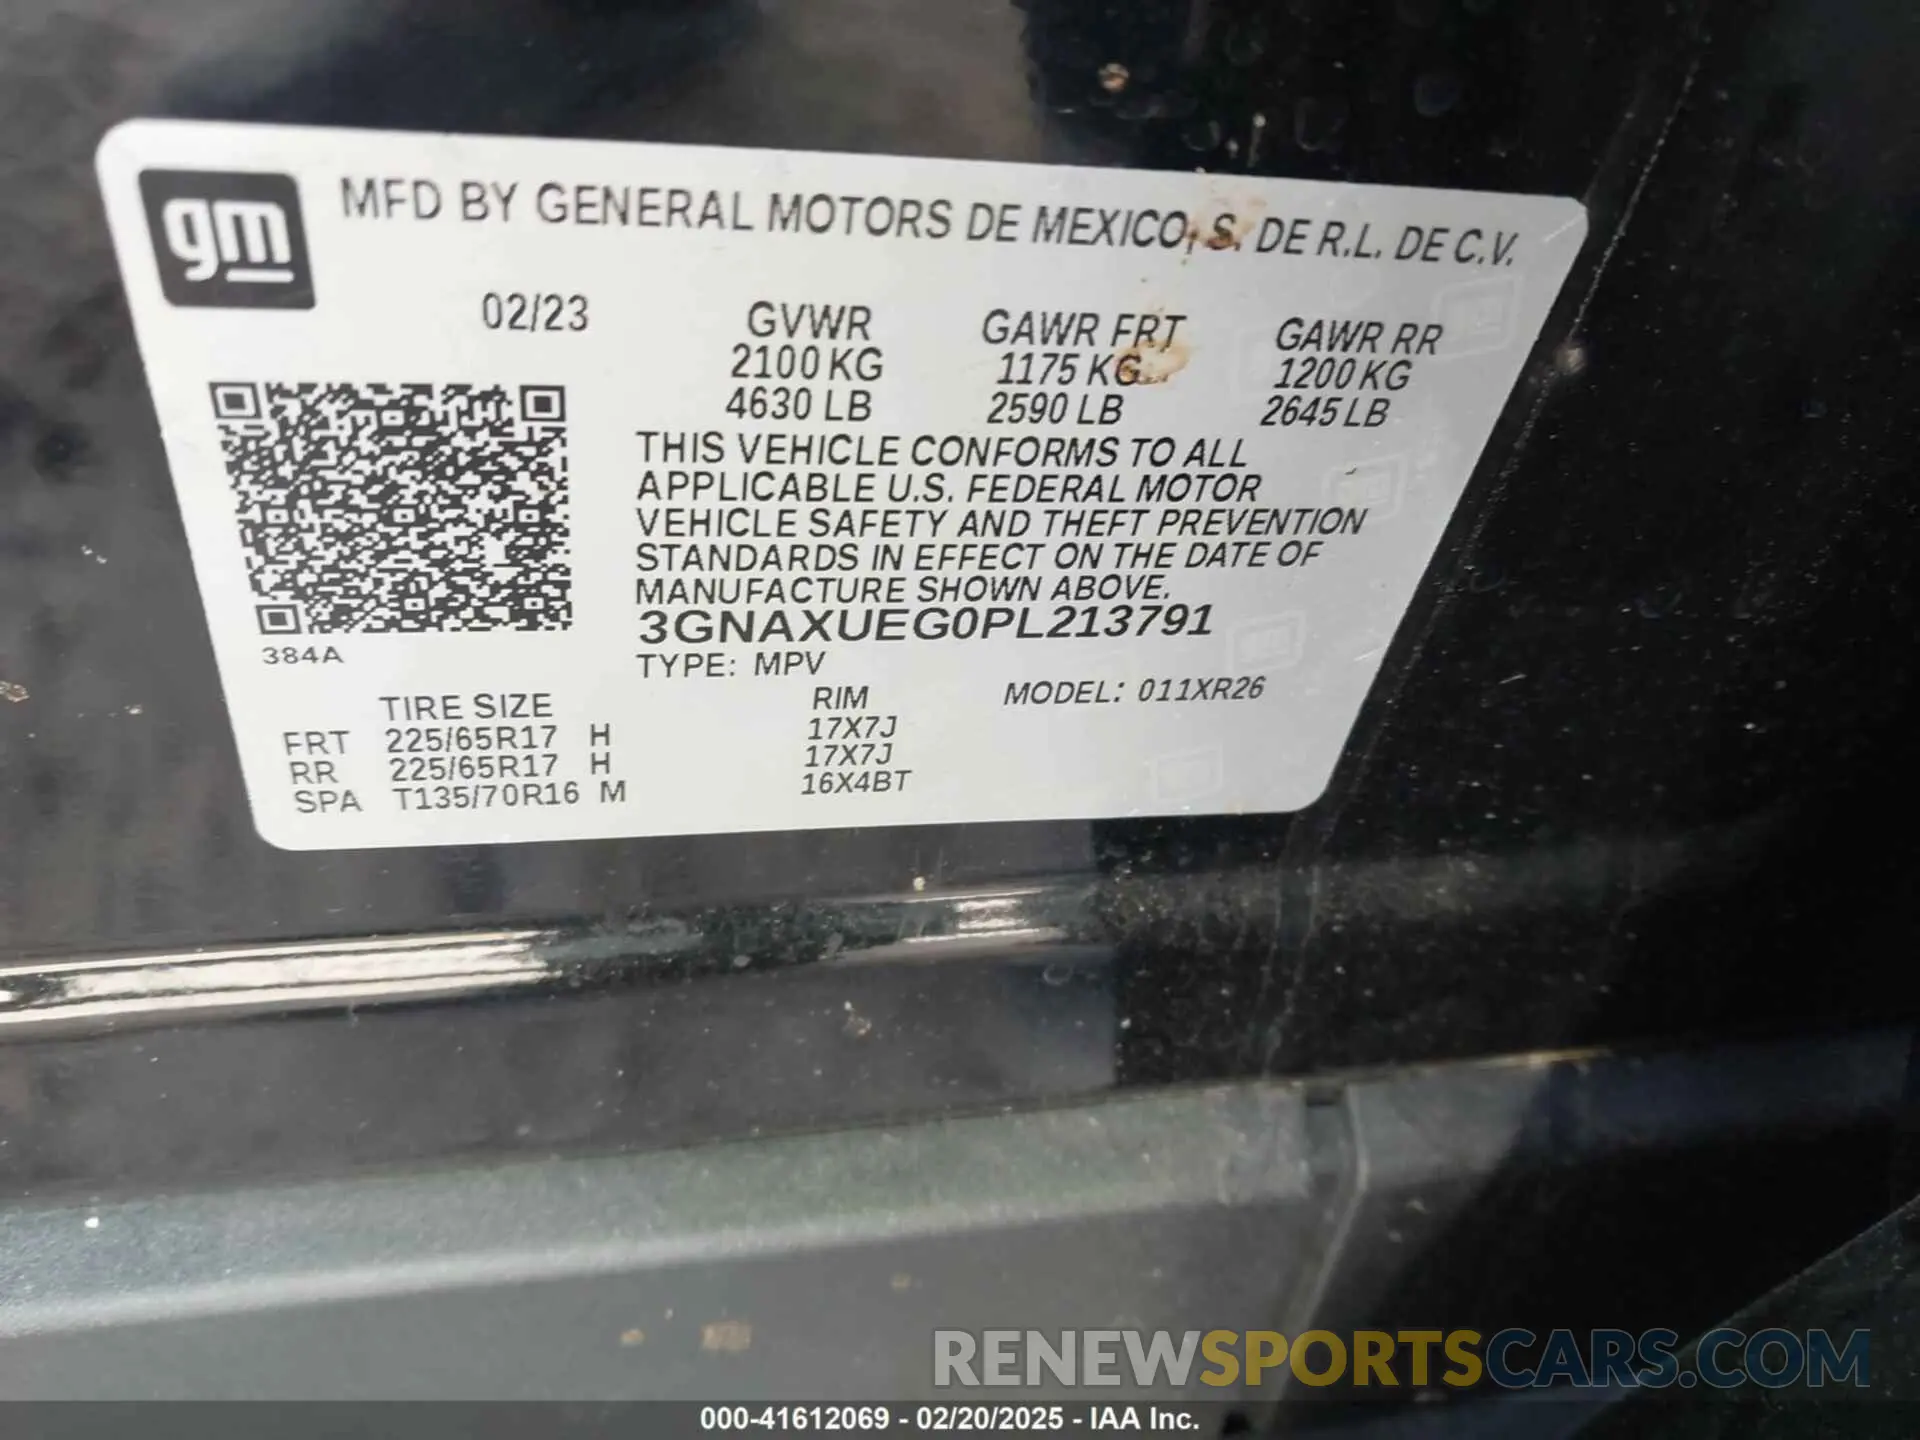 gm
MFD BY GENERAL MOTORS DE MEXICO, S. DE R.L. DE C.V.
02/23 GVWR GAWR FRT GAWR RR
2100 KG 1175 KG 1200 KG
4630 LB 2590 LB 2645 LB
THIS VEHICLE CONFORMS TO ALL
APPLICABLE U.S. FEDERAL MOTOR
VEHICLE SAFETY AND THEFT PREVENTION
STANDARDS IN EFFECT ON THE DATE OF
MANUFACTURE SHOWN ABOVE.
3GNAXUEG0PL213791
384A
TYPE: MPV
TIRE SIZE RIM MODEL: 011XR26
FRT 225/65R17 H 17X7J
RR 225/65R17 H 17X7J
SPA T135/70R16 M 16X4BT
RENEWSPORTSCARS.COM
000-41612069 - 02/20/2025 - IAA Inc.